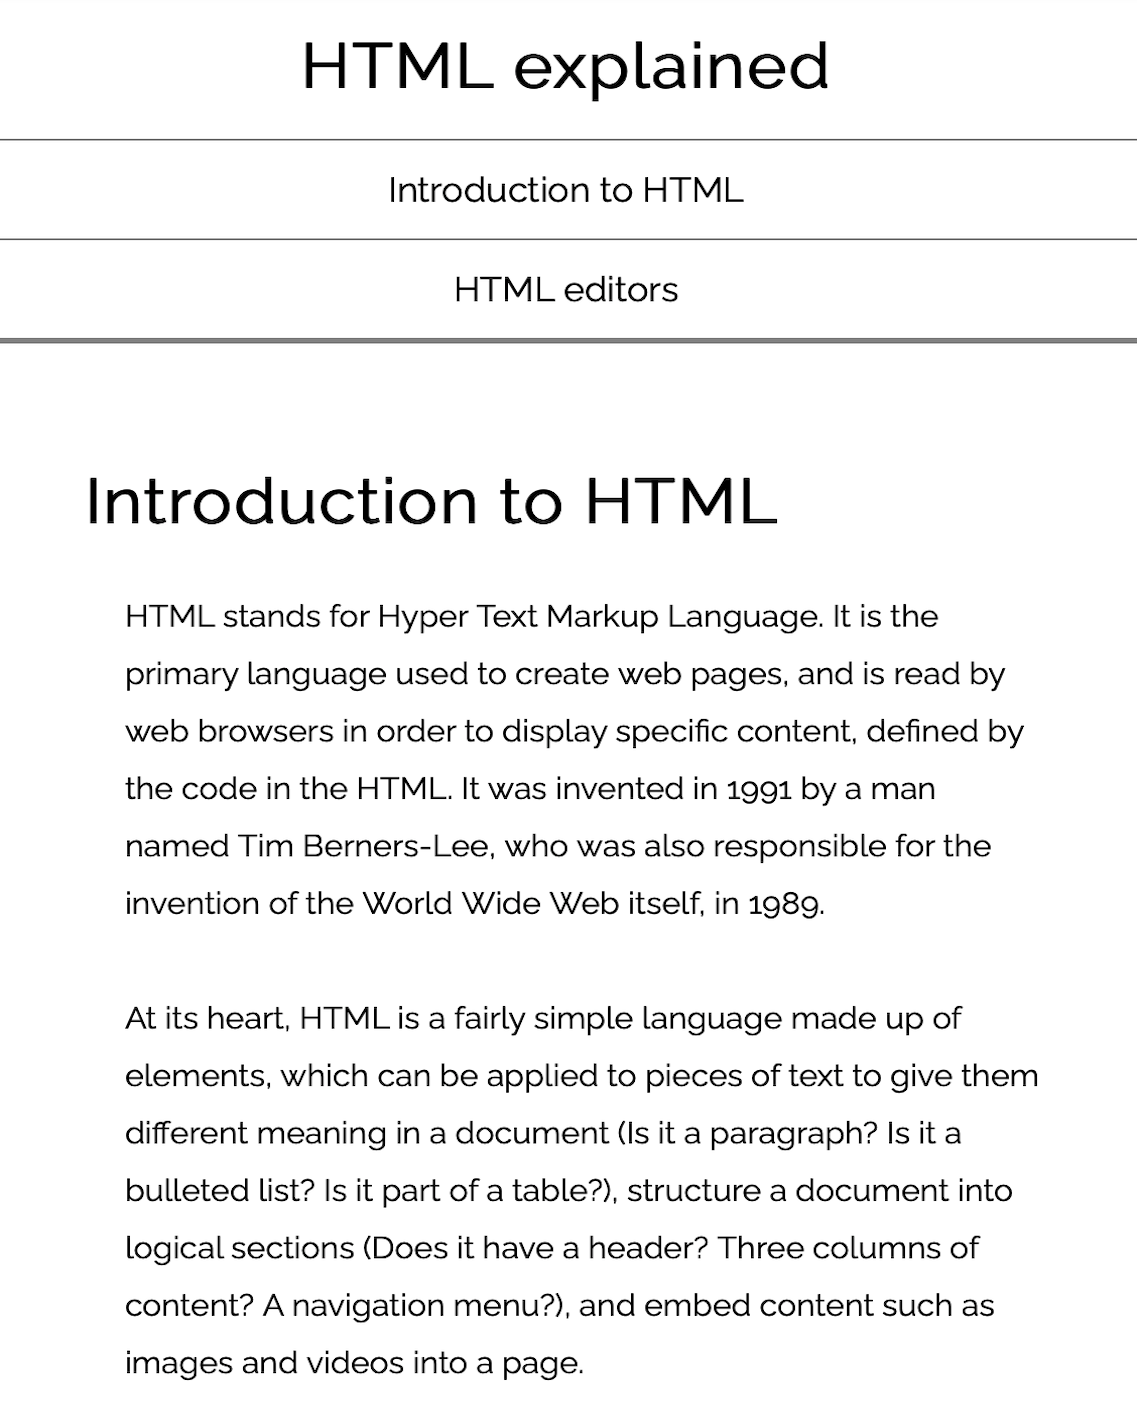 HTML explained
Introduction to HTML
HTML editors
Introduction to HTML
HTML stands for Hyper Text Markup Language. It is the
primary language used to create web pages, and is read by
web browsers in order to display specific content, defined by
the code in the HTML. It was invented in 1991 by a man
named Tim Berners-Lee, who was also responsible for the
invention of the World Wide Web itself, in 1989.
At its heart, HTML is a fairly simple language made up of
elements, which can be applied to pieces of text to give them
different meaning in a document (Is it a paragraph? Is it a
bulleted list? Is it part of a table?), structure a document into
logical sections (Does it have a header? Three columns of
content? A navigation menu?), and embed content such as
images and videos into a page.